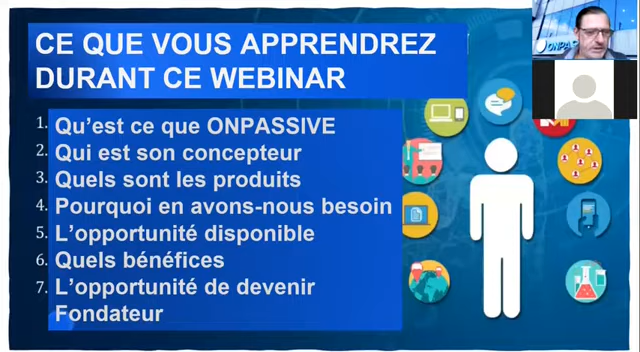 CE QUE VOUS APPRENDREZ
DURANT CE WEBINAR
1. Qu'est ce que ONPASSIVE
2. Qui est son concepteur
3. Quels sont les produits
4. Pourquoi en avons-nous besoin
5. L'opportunité disponible
6. Quels bénéfices
7. L'opportunité de devenir
Fondateur